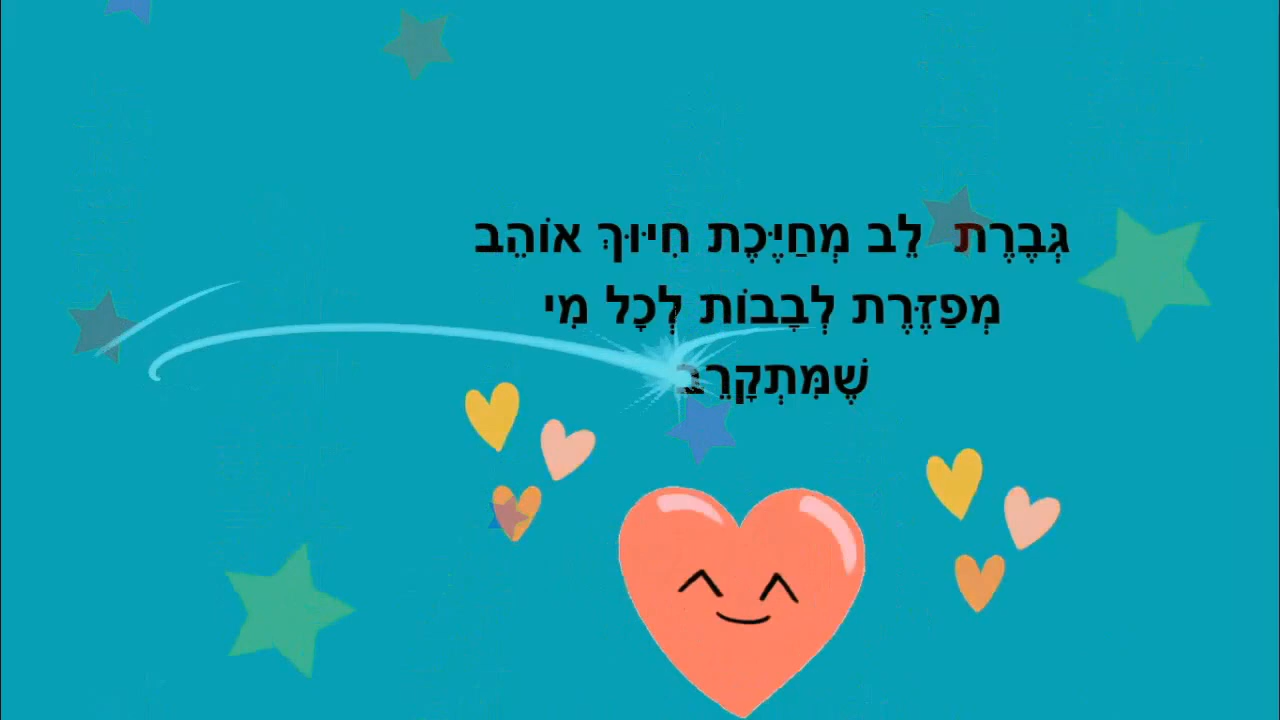 גְּבֶרֶת לֵב מְחַיֶּכֶת חִיּוּךְ אוֹהֵב
מְפַזֶּרֶת לְבָבוֹת לְכָל מִי
שֶׁמִּתְקָרֵב